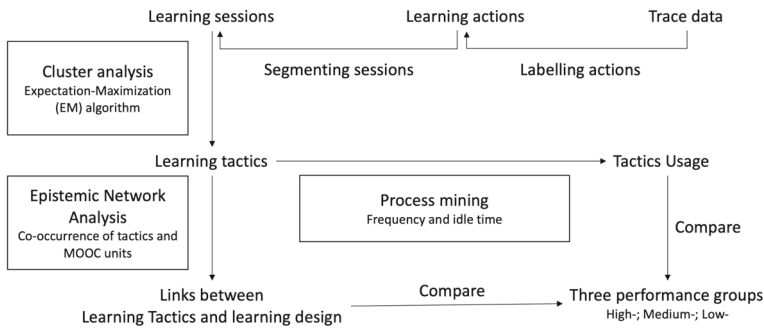 Learning sessions
Learning actions
Trace data
Segmenting sessions
Labelling actions
Cluster analysis
Expectation-Maximization
(EM) algorithm
Learning tactics
Tactics Usage
Epistemic Network
Analysis
Co-occurrence of tactics and
MOOC units
Process mining
Frequency and idle time
Compare
Links between
Learning Tactics and learning design
Compare
Three performance groups
High-; Medium-; Low-